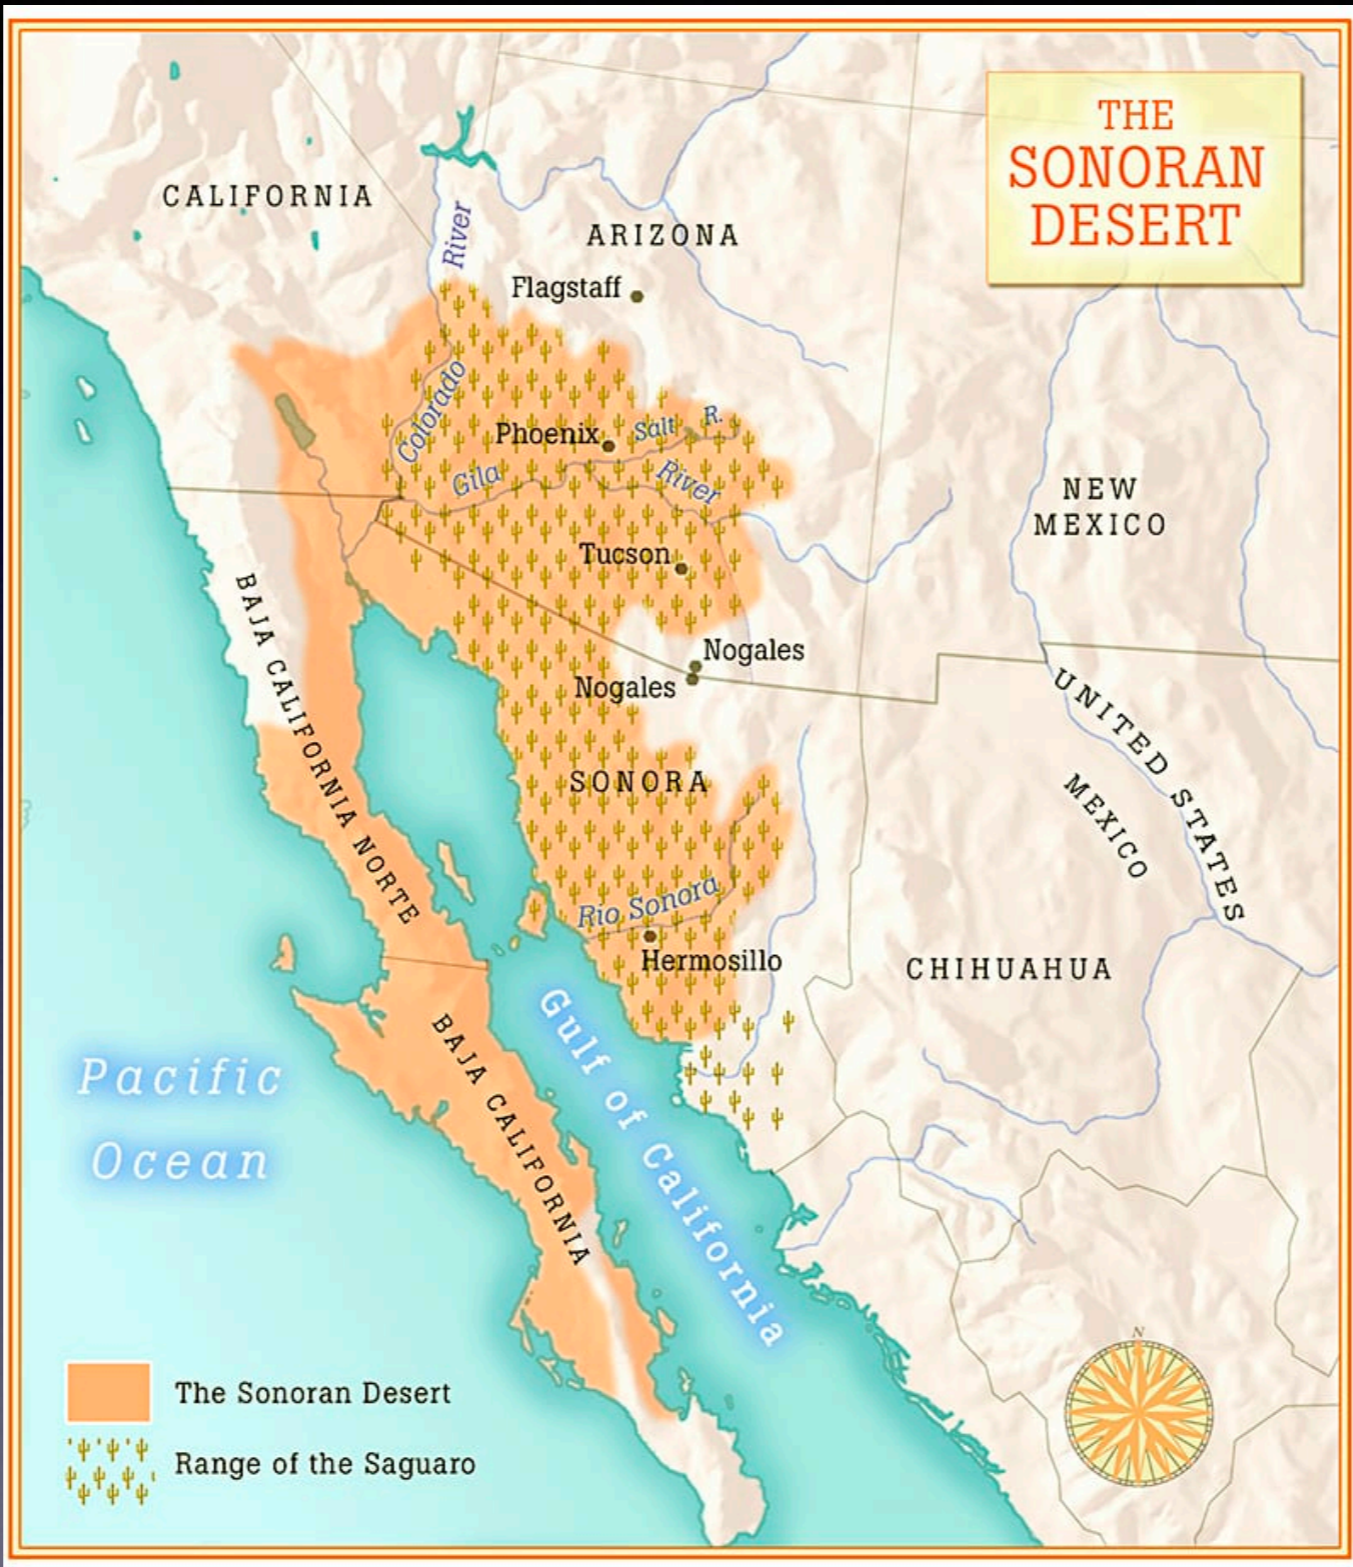 THE
SONORAN
DESERT
CALIFORNIA
River
ARIZONA
Flagstaff
Colorado
Phoenix
Salt R.
Gila
River
Tucson
NEW
MEXICO
Nogales
Nogales
BAJA CALIFORNIA NORTE
UNITED STATES
MEXICO
SONORA
Rio Sonora
Hermosillo
CHIHUAHUA
Gulf of California
BAJA CALIFORNIA
Pacific
Ocean
N
The Sonoran Desert
Range of the Saguaro